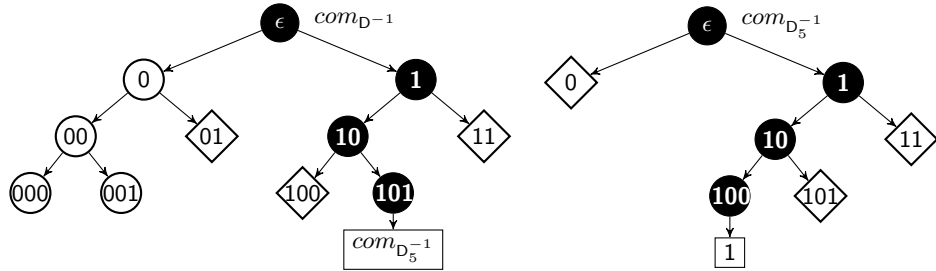 ϵ com_{D^{-1}} ϵ com_{D_5^{-1}}
0 1 0 1
00 01 10 11 10 11
000 001 100 101 100 101
com_{D_5^{-1}} 1